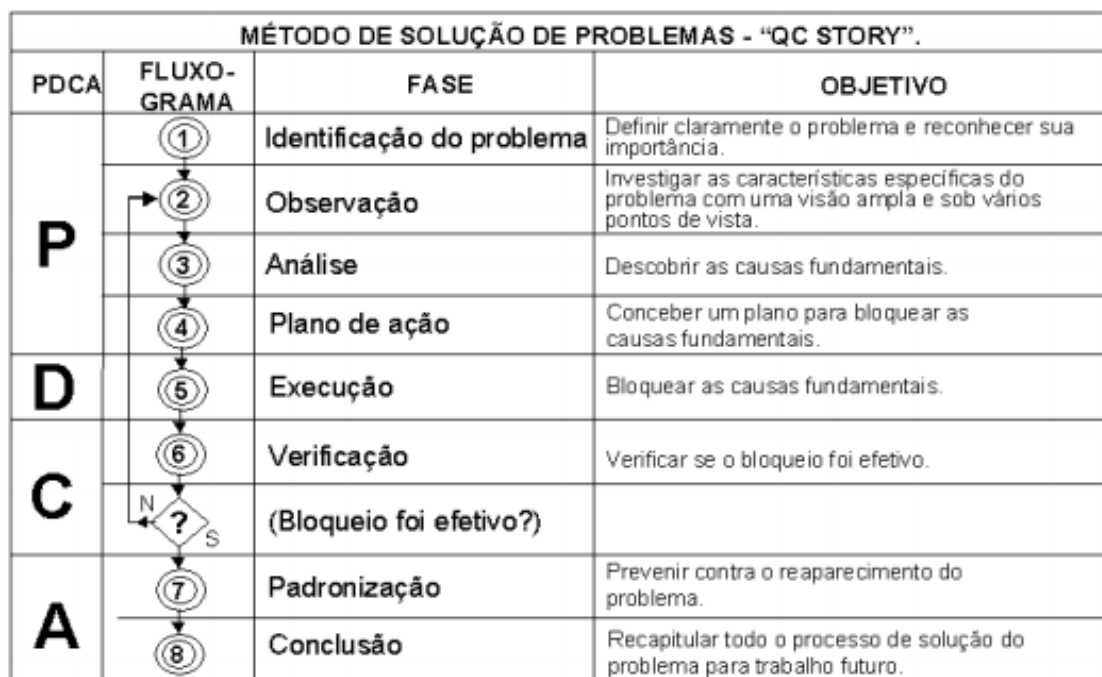 MÉTODO DE SOLUÇÃO DE PROBLEMAS - “QC STORY”.
PDCA
FLUXO-
GRAMA
FASE
OBJETIVO
P
1
Identificação do problema
Definir claramente o problema e reconhecer sua
importância.
2
Observação
Investigar as características específicas do
problema com uma visão ampla e sob vários
pontos de vista.
3
Análise
Descobrir as causas fundamentais.
4
Plano de ação
Conceber um plano para bloquear as
causas fundamentais.
D
5
Execução
Bloquear as causas fundamentais.
C
6
Verificação
Verificar se o bloqueio foi efetivo.
N
?
S
(Bloqueio foi efetivo?)
A
7
Padronização
Prevenir contra o reaparecimento do
problema.
8
Conclusão
Recapitular todo o processo de solução do
problema para trabalho futuro.